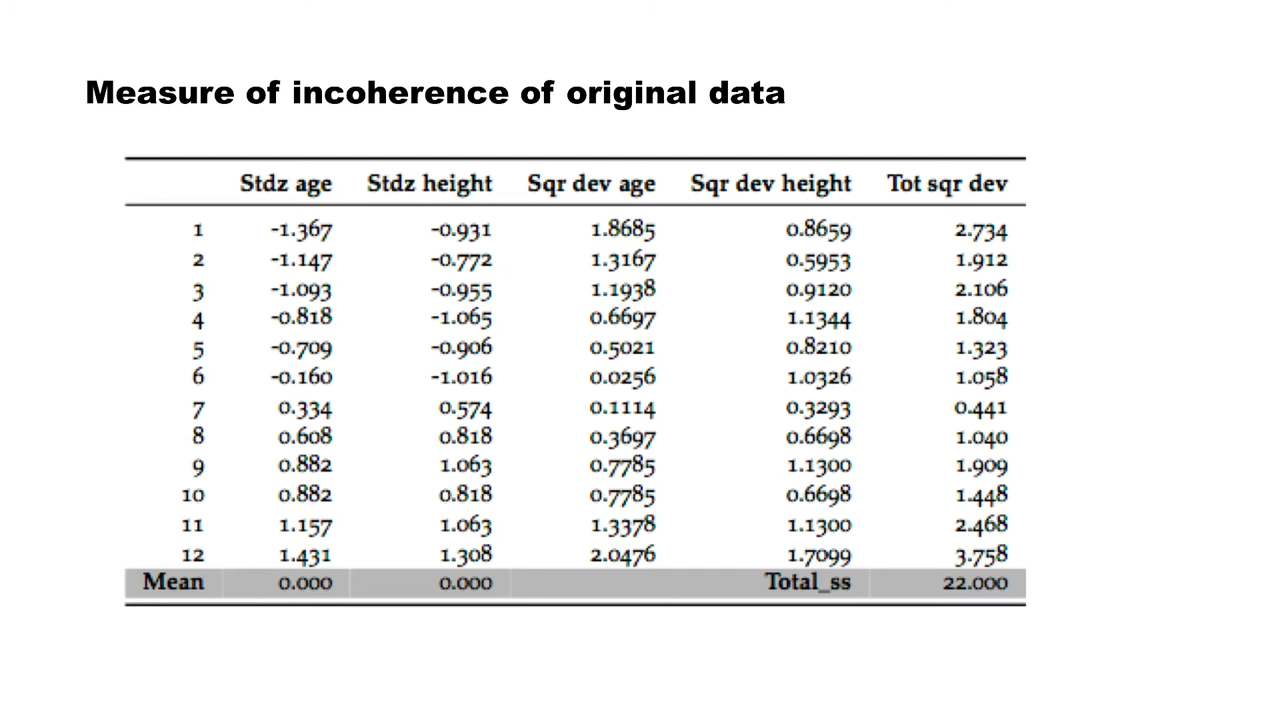 Measure of incoherence of original data
Stdz age Stdz height Sqr dev age Sqr dev height Tot sqr dev
1 -1.367 -0.931 1.8685 0.8659 2.734
2 -1.147 -0.772 1.3167 0.5953 1.912
3 -1.093 -0.955 1.1938 0.9120 2.106
4 -0.818 -1.065 0.6697 1.1344 1.804
5 -0.709 -0.906 0.5021 0.8210 1.323
6 -0.160 -1.016 0.0256 1.0326 1.058
7 0.334 0.574 0.1114 0.3293 0.441
8 0.608 0.818 0.3697 0.6698 1.040
9 0.882 1.063 0.7785 1.1300 1.909
10 0.882 0.818 0.7785 0.6698 1.448
11 1.157 1.063 1.3378 1.1300 2.468
12 1.431 1.308 2.0476 1.7099 3.758
Mean 0.000 0.000 Total_ss 22.000